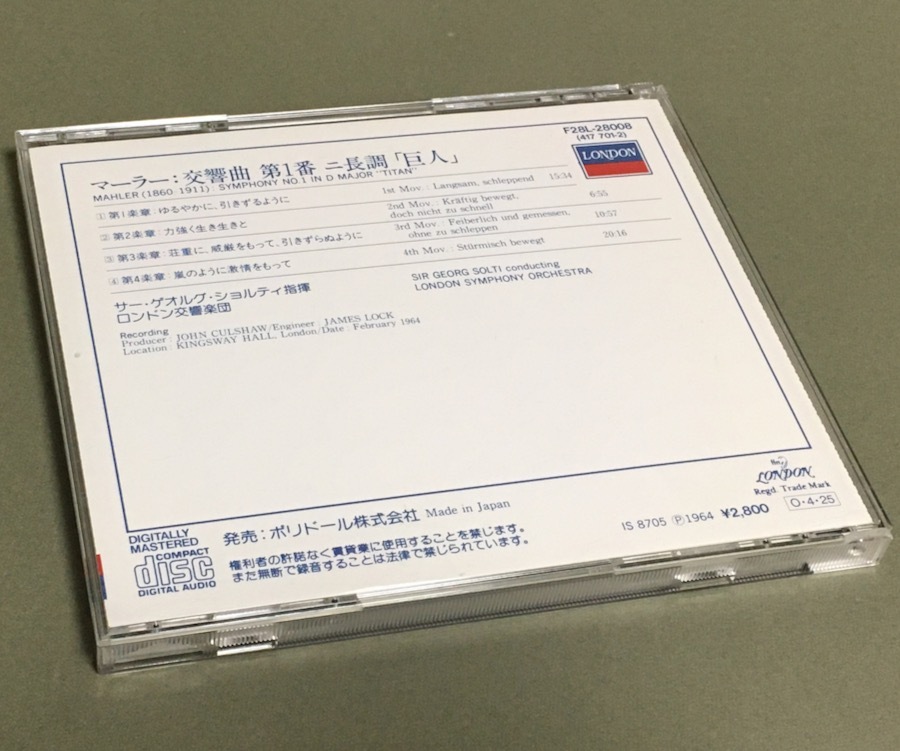 F28L-28008
(417 701-2)
LONDON
マーラー：交響曲 第1番 ニ長調「巨人」
MAHLER (1860 1911) : SYMPHONY NO.1 IN D MAJOR "TITAN"
1 第1楽章：ゆるやかに、引きずるように 1st Mov. : Langsam, schleppend 15:34
2 第2楽章：力強く生き生きと 2nd Mov. : Kräftig bewegt, 6:55
doch nicht zu schnell
3 第3楽章：荘重に、威厳をもって、引きずらぬように 3rd Mov. : Feiberlich und gemessen, 10:57
ohne zu schleppen
4 第4楽章：嵐のように激情をもって 4th Mov. : Stürmisch bewegt 20:16
サー・ゲオルグ・ショルティ指揮 SIR GEORG SOLTI conducting
ロンドン交響楽団 LONDON SYMPHONY ORCHESTRA
Recording
Producer : JOHN CULSHAW/Engineer : JAMES LOCK
Location : KINGSWAY HALL, London/Date : February 1964
LONDON
Regd. Trade Mark
DIGITALLY
MASTERED
COMPACT
disc
DIGITAL AUDIO
発売：ポリドール株式会社 Made in Japan
IS 8705 Ⓟ1964 ¥2,800 O・4・25
権利者の許諾なく賃貸業に使用することを禁じます。
また無断で録音することは法律で禁じられています。